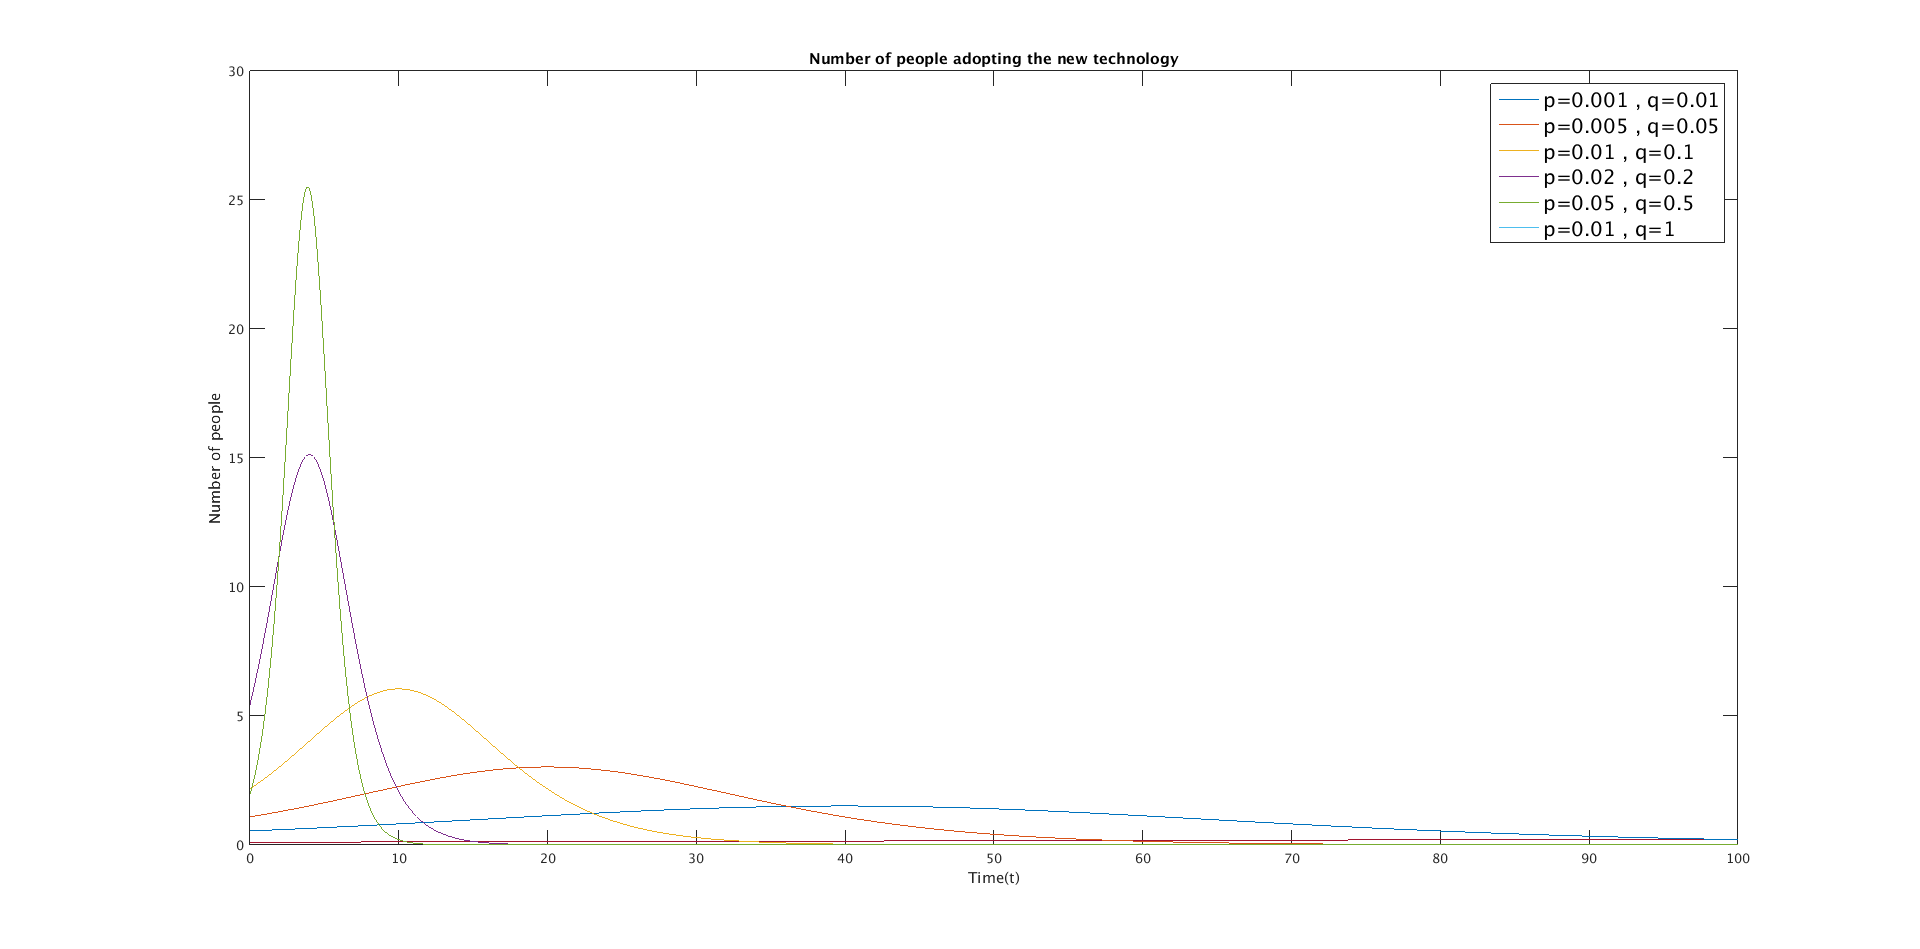 Number of people adopting the new technology
30
25
20
15
10
5
0
Number of people
p=0.001 , q=0.01
p=0.005 , q=0.05
p=0.01 , q=0.1
p=0.02 , q=0.2
p=0.05 , q=0.5
p=0.01 , q=1
0 10 20 30 40 50 60 70 80 90 100
Time(t)